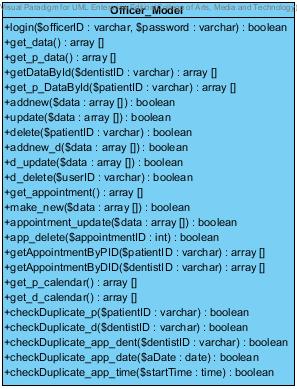 Visual Paradigm for UML Enter of Arts, Media and Technology
Officer_Model
+login($officerID : varchar, $password : varchar) : boolean
+get_data() : array []
+get_p_data() : array []
+getDataById($dentistID : varchar) : array []
+get_p_DataById($patientID : varchar) : array []
+addnew($data : array []) : boolean
+update($data : array []) : boolean
+delete($patientID : varchar) : boolean
+addnew_d($data : array []) : boolean
+d_update($data : array []) : boolean
+d_delete($userID : varchar) : boolean
+get_appointment() : array []
+make_new($data : array []) : boolean
+appointment_update($data : array []) : boolean
+app_delete($appointmentID : int) : boolean
+getAppointmentByPID($patientID : varchar) : array []
+getAppointmentByDID($dentistID : varchar) : array []
+get_p_calendar() : array []
+get_d_calendar() : array []
+checkDuplicate_p($patientID : varchar) : boolean
+checkDuplicate_d($dentistID : varchar) : boolean
+checkDuplicate_app_dent($dentistID : varchar) : boolean
+checkDuplicate_app_date($aDate : date) : boolean
+checkDuplicate_app_time($startTime : time) : boolean